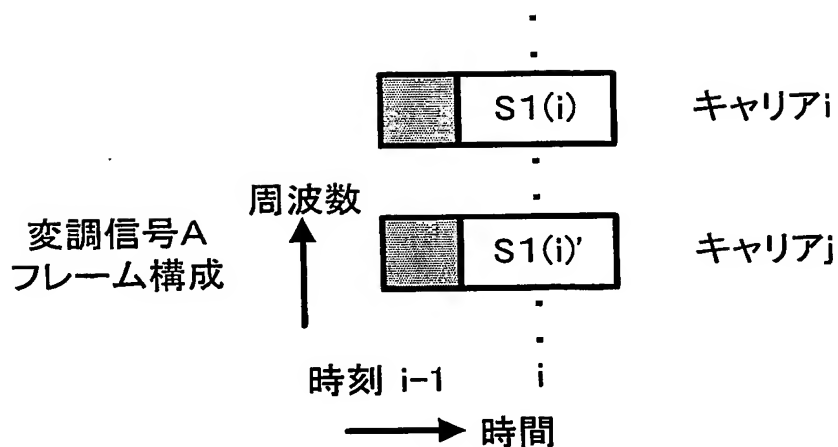 S1(i) キャリアi
周波数
変調信号A
フレーム構成
S1(i)' キャリアj
時刻 i-1 i
時間